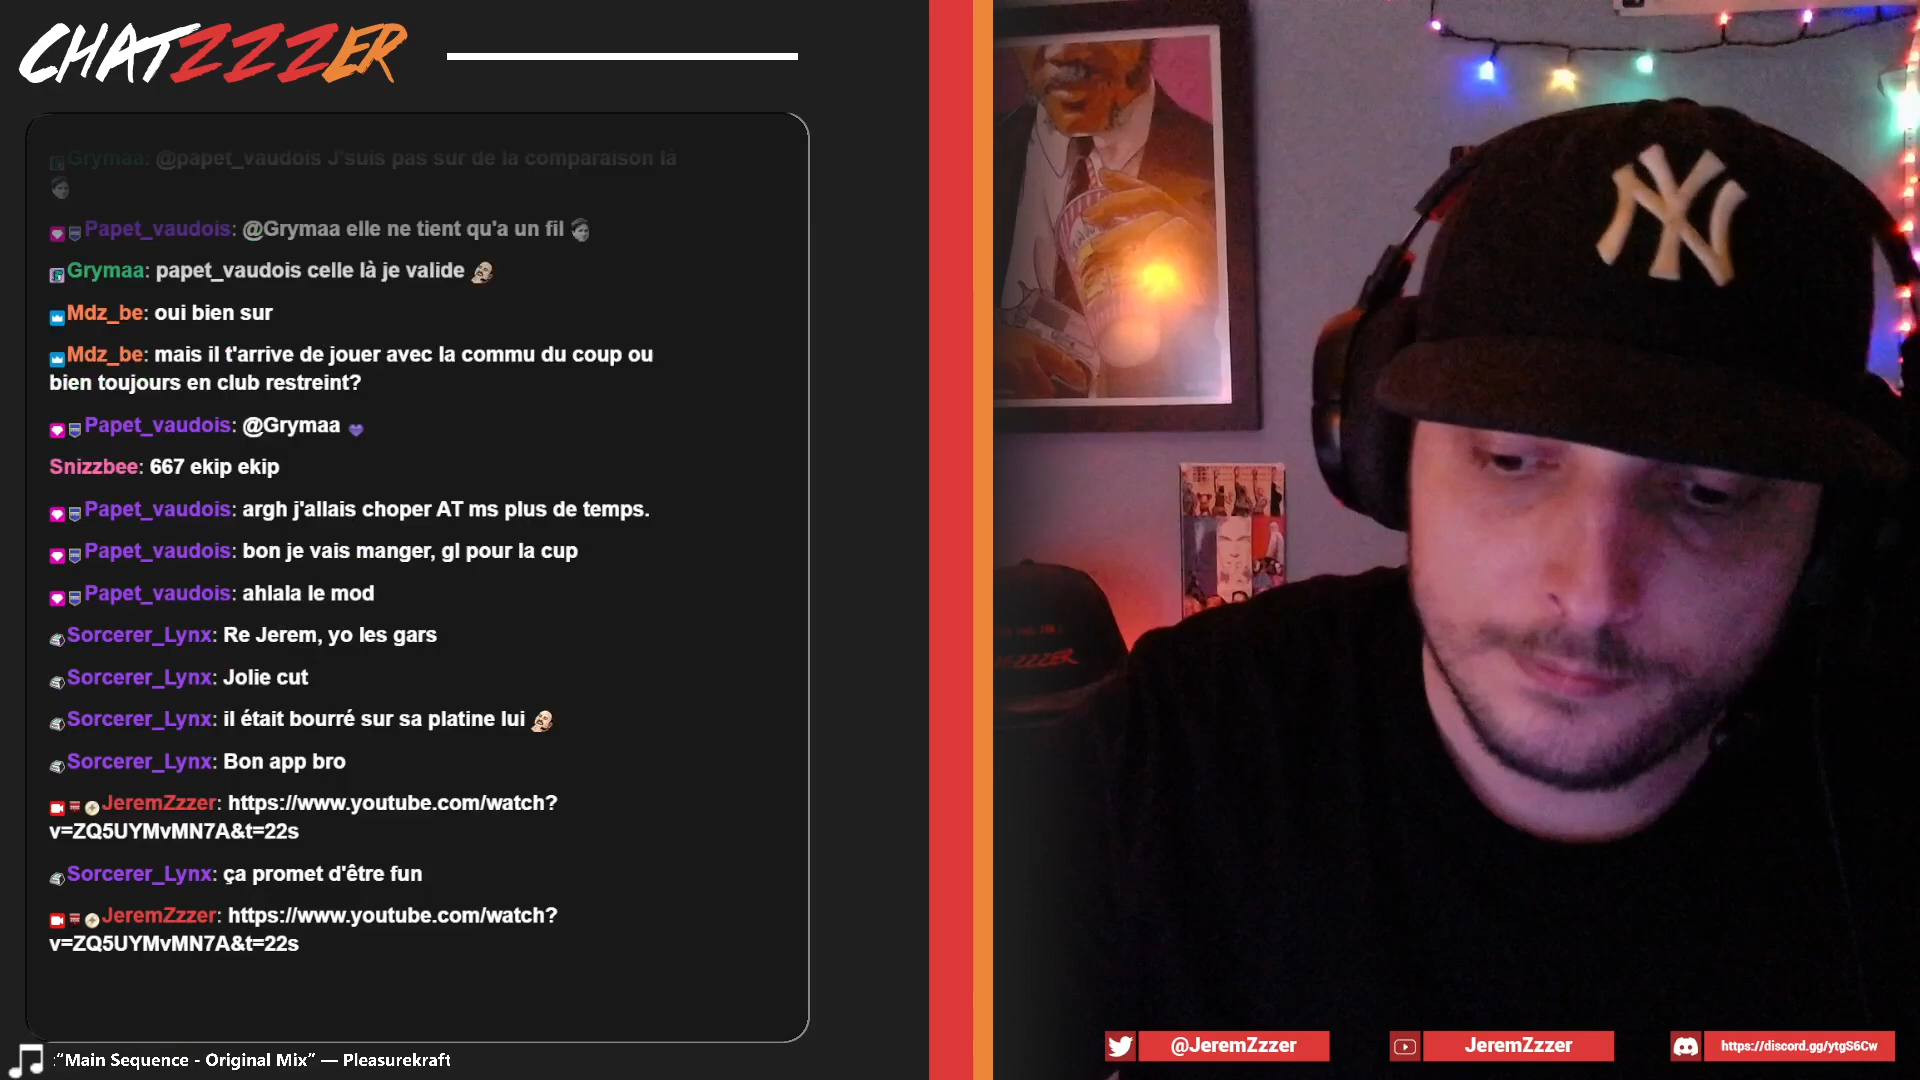 CHATZZZER
Grymaa: @papet_vaudois J'suis pas sur de la comparaison là
Papet_vaudois: @Grymaa elle ne tient qu'a un fil
Grymaa: papet_vaudois celle là je valide
Mdz_be: oui bien sur
Mdz_be: mais il t'arrive de jouer avec la commu du coup ou
bien toujours en club restreint?
Papet_vaudois: @Grymaa
Snizzbee: 667 ekip ekip
Papet_vaudois: argh j'allais choper AT ms plus de temps.
Papet_vaudois: bon je vais manger, gl pour la cup
Papet_vaudois: ahlala le mod
Sorcerer_Lynx: Re Jerem, yo les gars
Sorcerer_Lynx: Jolie cut
Sorcerer_Lynx: il était bourré sur sa platine lui
Sorcerer_Lynx: Bon app bro
JeremZzzer: https://www.youtube.com/watch?
v=ZQ5UYMvMN7A&t=22s
Sorcerer_Lynx: ça promet d'être fun
JeremZzzer: https://www.youtube.com/watch?
v=ZQ5UYMvMN7A&t=22s
:“Main Sequence - Original Mix” — Pleasurekraft
NY
@JeremZzzer
JeremZzzer
https://discord.gg/ytgS6Cw